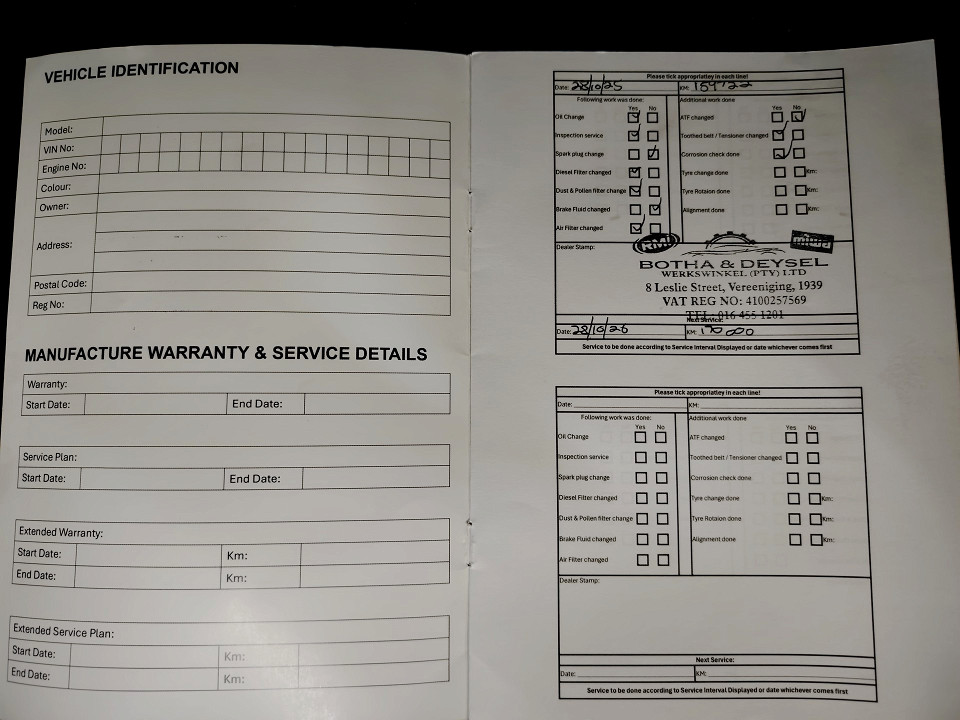 VEHICLE IDENTIFICATION
Model:
VIN No:
Engine No:
Colour:
Owner:
Address:
Postal Code:
Reg No:
MANUFACTURE WARRANTY & SERVICE DETAILS
Warranty:
Start Date: End Date:
Service Plan:
Start Date: End Date:
Extended Warranty:
Start Date: Km:
End Date: Km:
Extended Service Plan:
Start Date: Km:
End Date: Km:
Please tick appropriatley in each line!
Date: 28/10/25 KM: 159722
Following work was done: Additional work done
Yes No Yes No
Oil Change ATF changed
Inspection service Toothed belt / Tensioner changed
Spark plug change Corrosion check done
Diesel Filter changed Tyre change done Km:
Dust & Pollen filter change Tyre Rotaion done Km:
Brake Fluid changed Alignment done Km:
Air Filter changed
Dealer Stamp: RMI
BOTHA & DEYSEL
WERKSWINKEL (PTY) LTD
8 Leslie Street, Vereeniging, 1939
VAT REG NO: 4100257569
TEL: 016 455 1201
Next Service:
Date: 28/10/26 KM: 170 000
Service to be done according to Service Interval Displayed or date whichever comes first
Please tick appropriatley in each line!
Date: KM:
Following work was done: Additional work done
Yes No Yes No
Oil Change ATF changed
Inspection service Toothed belt / Tensioner changed
Spark plug change Corrosion check done
Diesel Filter changed Tyre change done Km:
Dust & Pollen filter change Tyre Rotaion done Km:
Brake Fluid changed Alignment done Km:
Air Filter changed
Dealer Stamp:
Next Service:
Date: KM:
Service to be done according to Service Interval Displayed or date whichever comes first